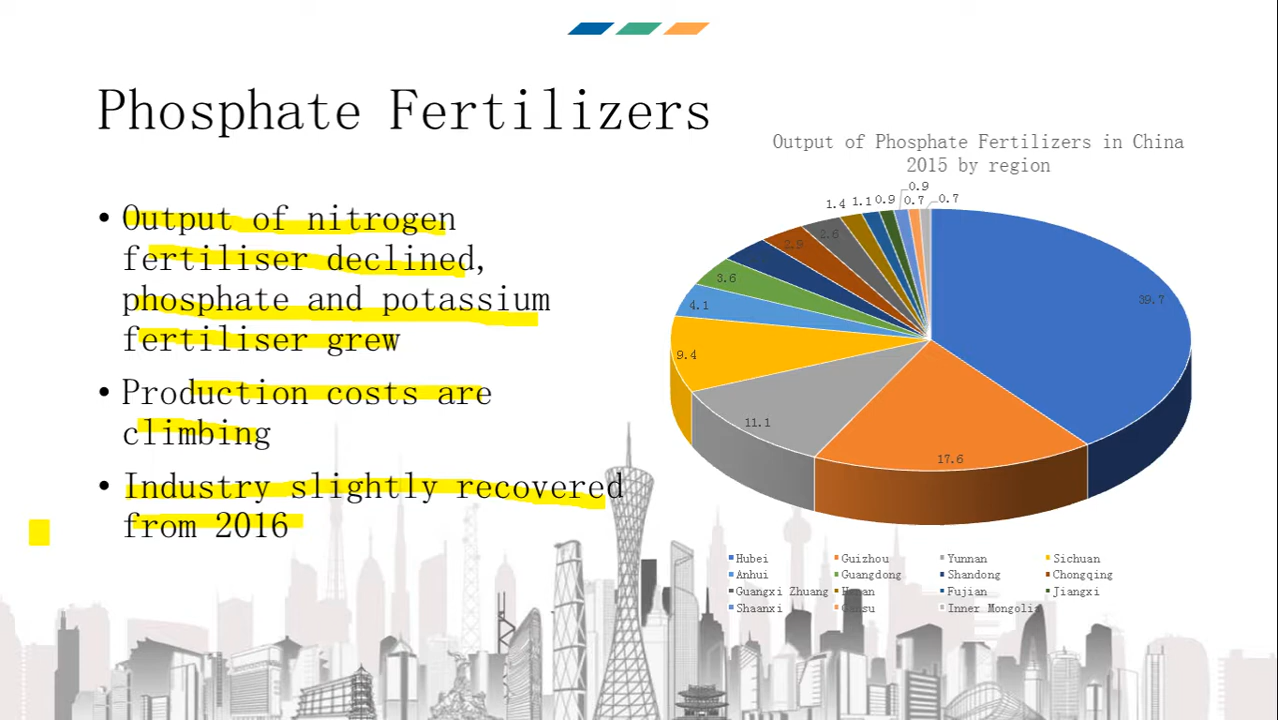 Phosphate Fertilizers
Output of Phosphate Fertilizers in China
2015 by region
• Output of nitrogen
fertiliser declined,
phosphate and potassium
fertiliser grew
• Production costs are
climbing
• Industry slightly recovered
from 2016
0.9
1.4 1.1 0.9 0.7 0.7
2.6
2.9
3.6
39.7
4.1
9.4
11.1
17.6
Hubei Guizhou Yunnan Sichuan
Anhui Guangdong Shandong Chongqing
Guangxi Zhuang Fujian Jiangxi
Shaanxi Gansu Inner Mongolia